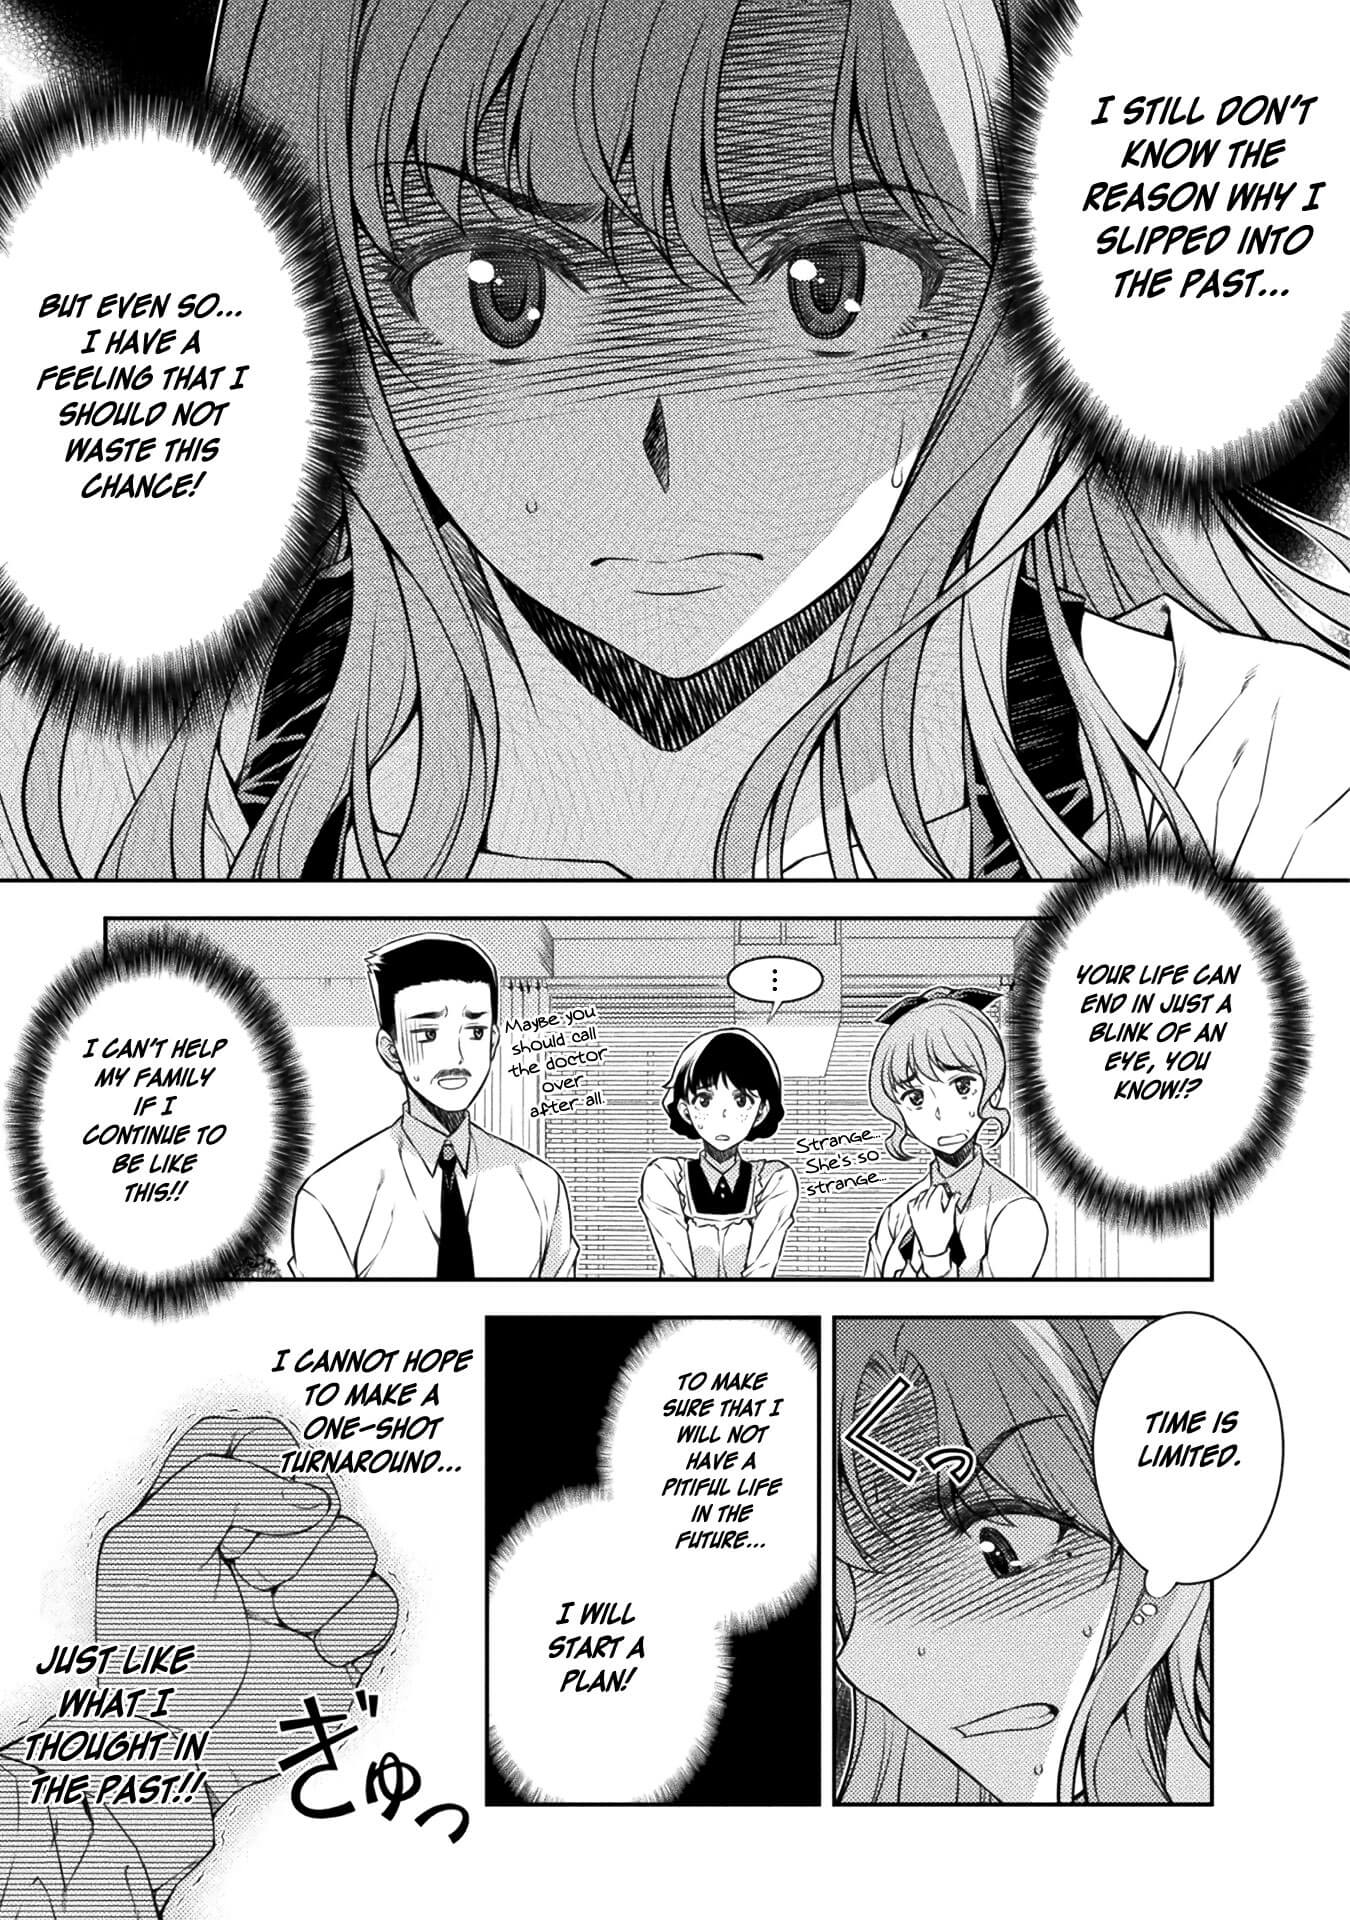 I STILL DON'T
KNOW THE
REASON WHY I
SLIPPED INTO
THE PAST...
BUT EVEN SO...
I HAVE A
FEELING THAT I
SHOULD NOT
WASTE THIS
CHANCE!
YOUR LIFE CAN
END IN JUST A
BLINK OF AN
EYE, YOU
KNOW!?
...
Strange...
She's so
strange...
Maybe you
should call
the doctor
over
after all.
I CAN'T HELP
MY FAMILY
IF I
CONTINUE TO
BE LIKE
THIS!!
TIME IS
LIMITED.
くっ
TO MAKE
SURE THAT I
WILL NOT
HAVE A
PITIFUL LIFE
IN THE
FUTURE...
I WILL
START A
PLAN!
I CANNOT HOPE
TO MAKE A
ONE-SHOT
TURNAROUND...
JUST LIKE
WHAT I
THOUGHT IN
THE PAST!!
ぎゅっ